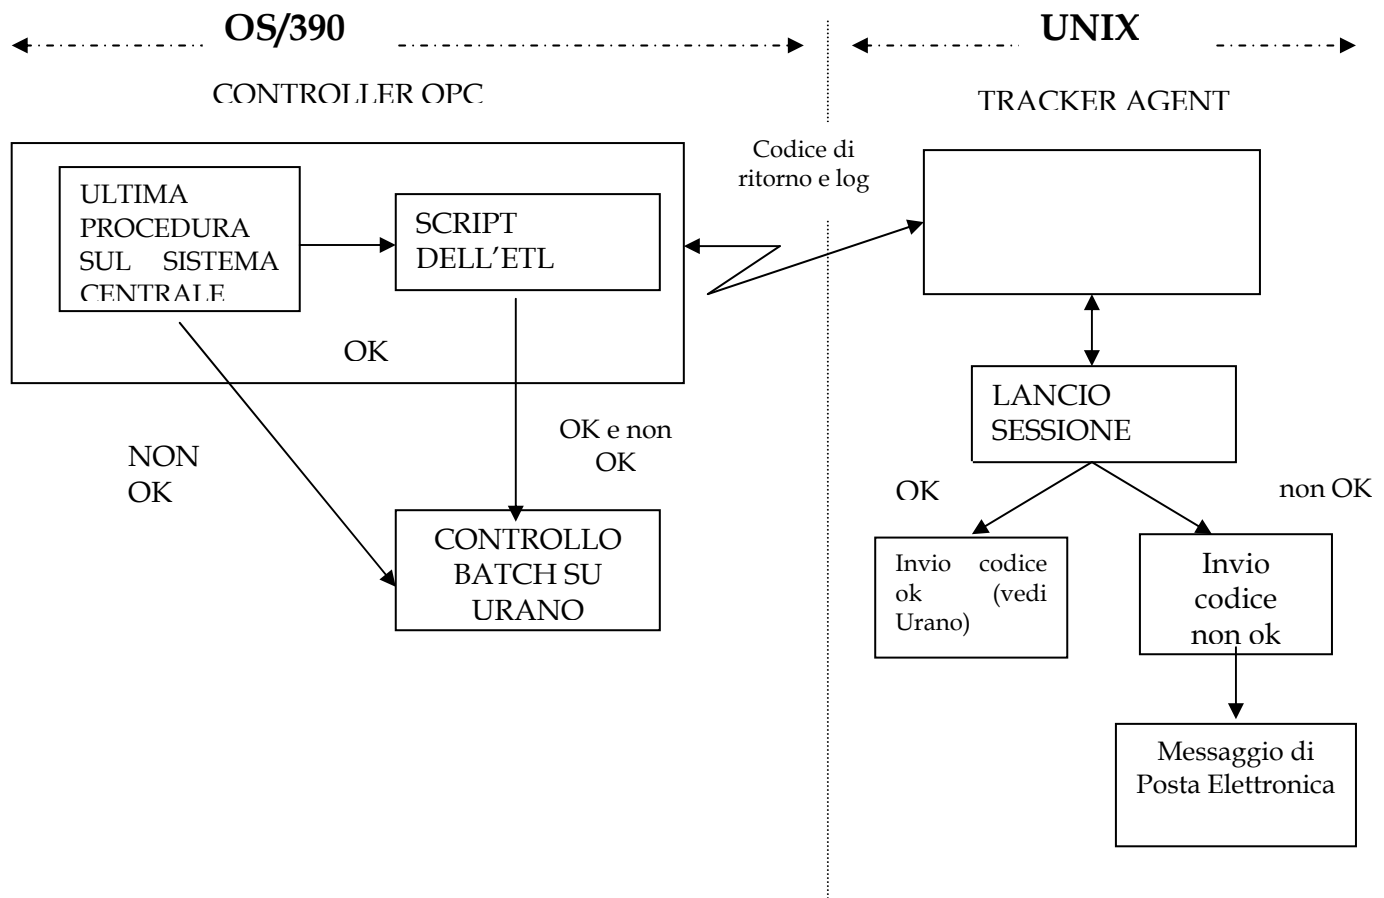 OS/390
UNIX
CONTROLLER OPC
TRACKER AGENT
Codice di
ritorno e log
ULTIMA
PROCEDURA
SUL SISTEMA
CENTRALE
SCRIPT
DELL'ETL
OK
LANCIO
SESSIONE
NON
OK
OK e non
OK
OK
non OK
CONTROLLO
BATCH SU
URANO
Invio codice
ok (vedi
Urano)
Invio
codice
non ok
Messaggio di
Posta Elettronica